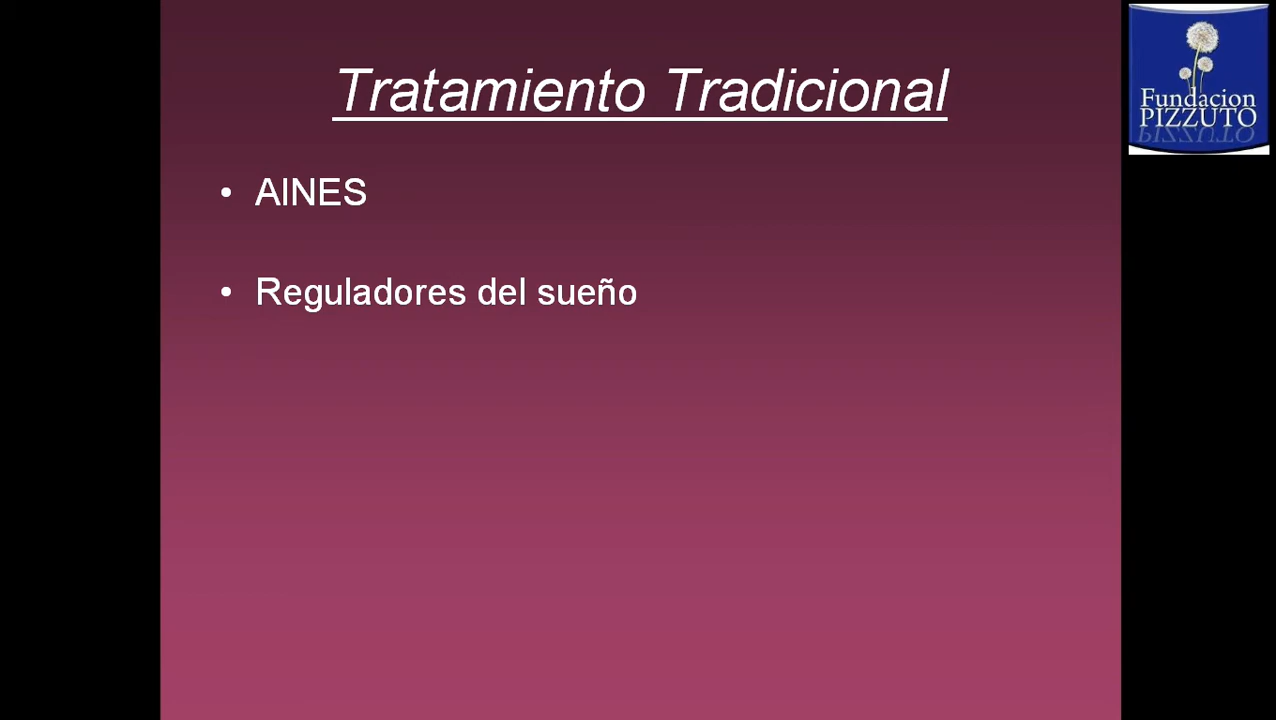 Tratamiento Tradicional
Fundacion
PIZZUTO
• AINES
• Reguladores del sueño